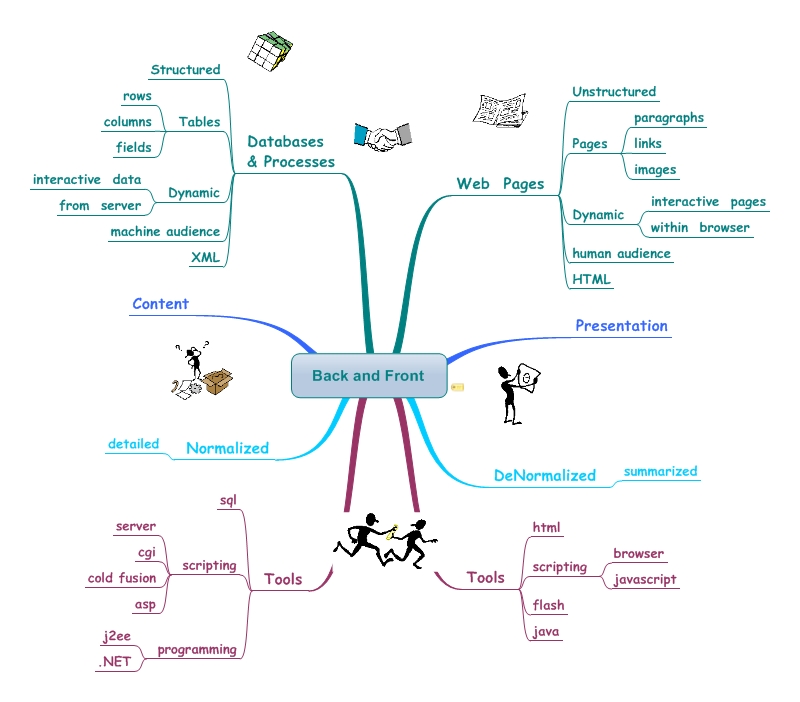 Back and Front
Databases
& Processes
Structured
Tables
rows
columns
fields
Dynamic
interactive data
from server
machine audience
XML
Content
Normalized
detailed
Tools
sql
scripting
server
cgi
cold fusion
asp
programming
j2ee
.NET
Web Pages
Unstructured
Pages
paragraphs
links
images
Dynamic
interactive pages
within browser
human audience
HTML
Presentation
DeNormalized
summarized
Tools
html
scripting
browser
javascript
flash
java
? ?